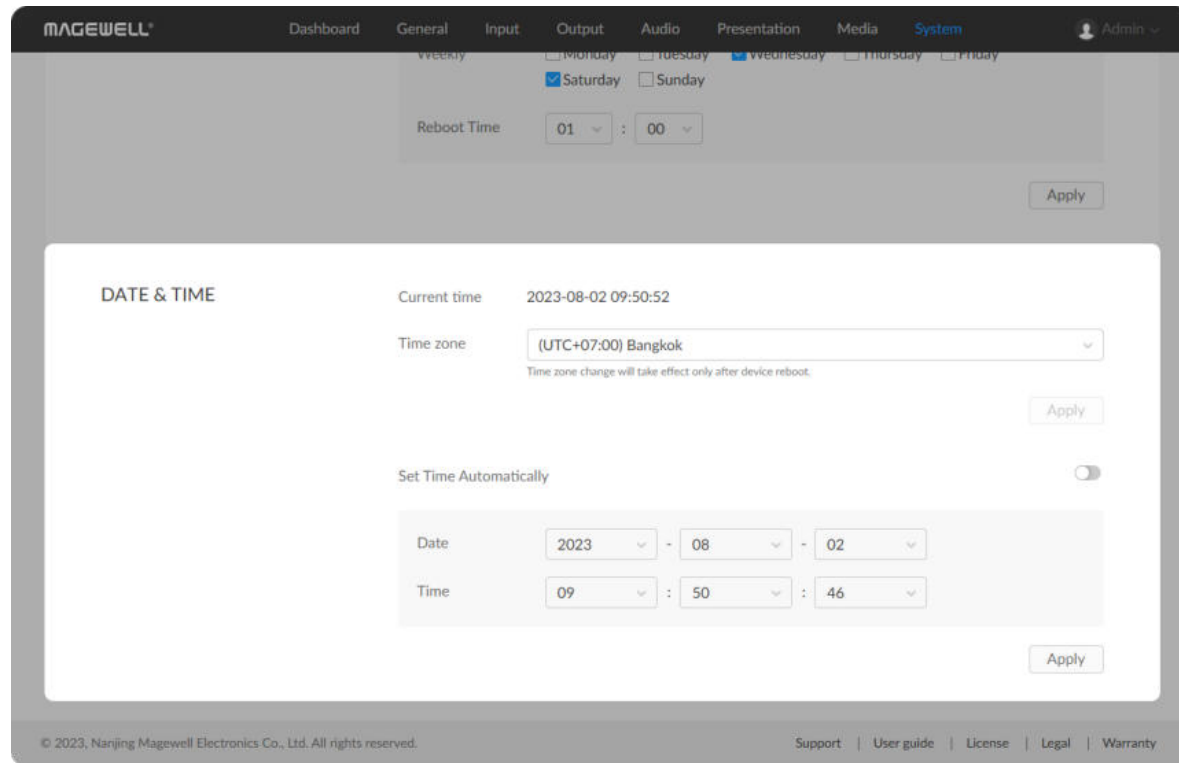 MAGEWELL® Dashboard General Input Output Audio Presentation Media System Admin
Weekly Monday Tuesday Wednesday Thursday Friday
Saturday Sunday
Reboot Time 01 : 00
Apply
DATE & TIME Current time 2023-08-02 09:50:52
Time zone (UTC+07:00) Bangkok
Time zone change will take effect only after device reboot.
Apply
Set Time Automatically
Date 2023 - 08 - 02
Time 09 : 50 : 46
Apply
© 2023, Nanjing Magewell Electronics Co., Ltd. All rights reserved. Support | User guide | License | Legal | Warranty